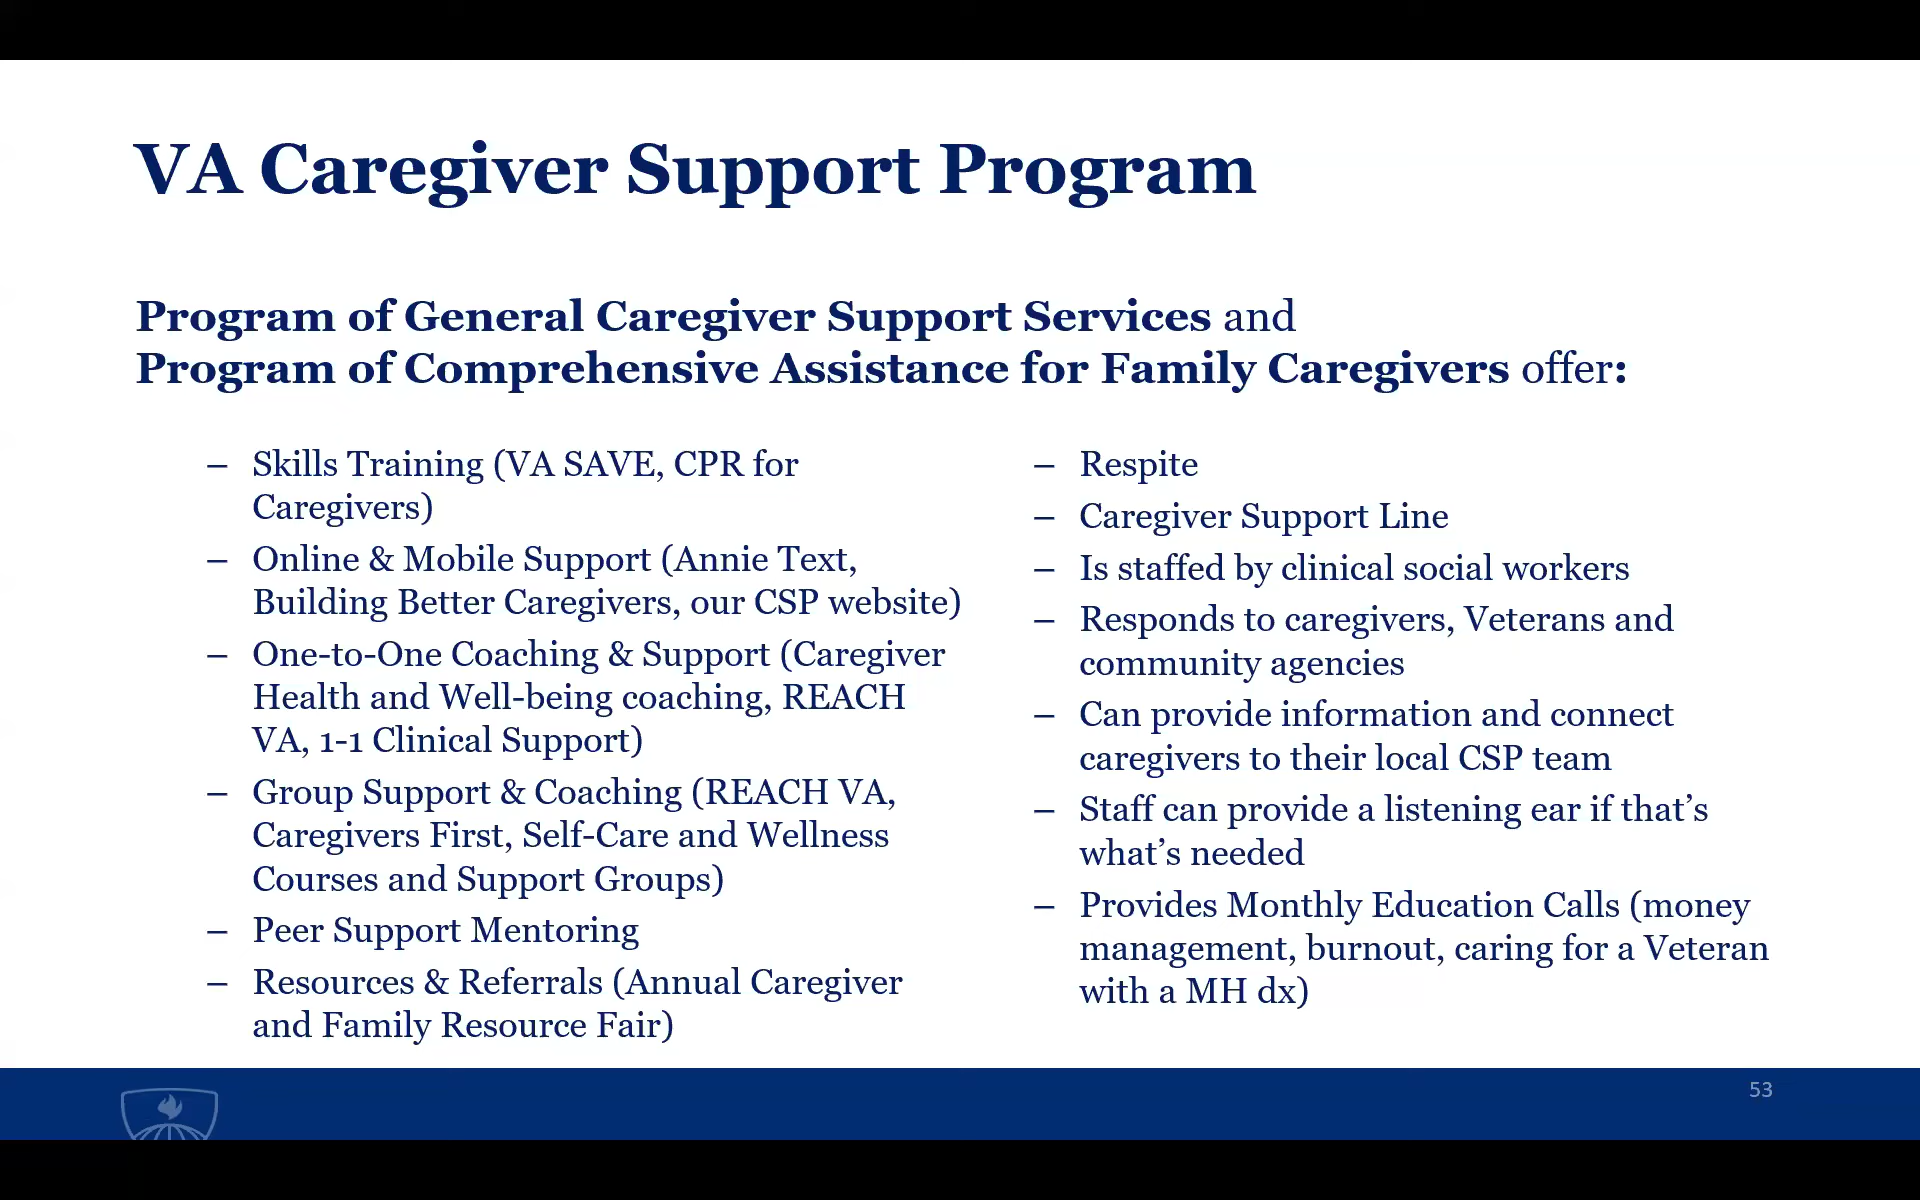 VA Caregiver Support Program
Program of General Caregiver Support Services and
Program of Comprehensive Assistance for Family Caregivers offer:
– Skills Training (VA SAVE, CPR for
Caregivers)
– Online & Mobile Support (Annie Text,
Building Better Caregivers, our CSP website)
– One-to-One Coaching & Support (Caregiver
Health and Well-being coaching, REACH
VA, 1-1 Clinical Support)
– Group Support & Coaching (REACH VA,
Caregivers First, Self-Care and Wellness
Courses and Support Groups)
– Peer Support Mentoring
– Resources & Referrals (Annual Caregiver
and Family Resource Fair)
– Respite
– Caregiver Support Line
– Is staffed by clinical social workers
– Responds to caregivers, Veterans and
community agencies
– Can provide information and connect
caregivers to their local CSP team
– Staff can provide a listening ear if that’s
what’s needed
– Provides Monthly Education Calls (money
management, burnout, caring for a Veteran
with a MH dx)
53